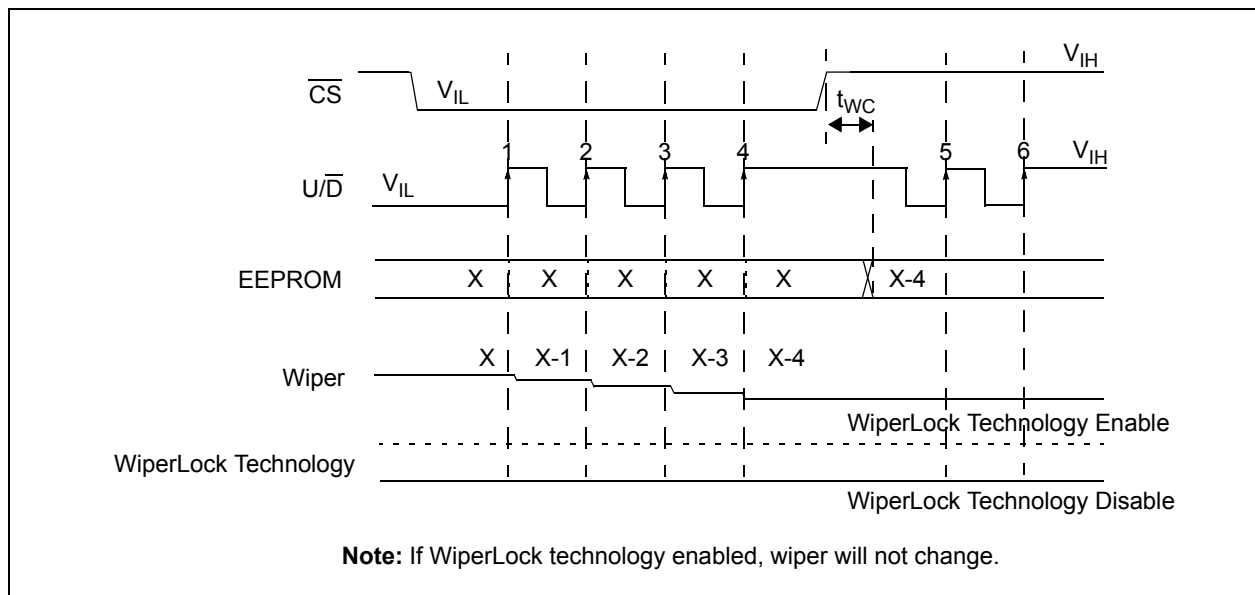 V_IH
C̅S̅
V_IL
t_WC
1 2 3 4 5 6
V_IH
U/D̅
V_IL
EEPROM X X X X X X-4
X X-1 X-2 X-3 X-4
Wiper
WiperLock Technology Enable
WiperLock Technology
WiperLock Technology Disable
Note: If WiperLock technology enabled, wiper will not change.